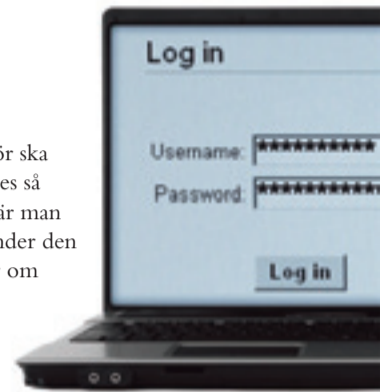 ör ska
es så
är man
nder den
om
Log in
Username: **********
Password: **********
Log in